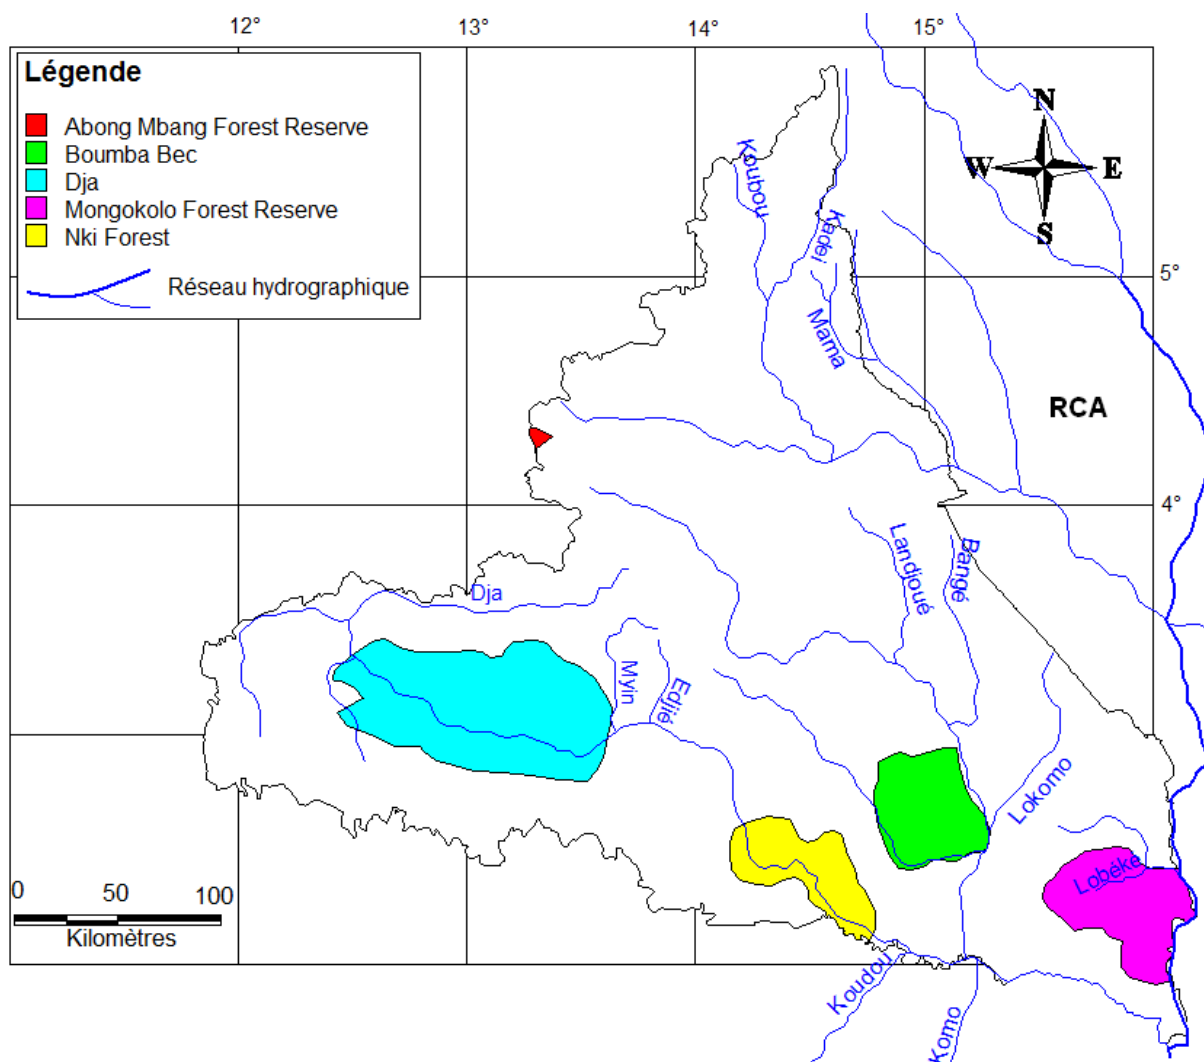 12° 13° 14° 15°
Légende
Abong Mbang Forest Reserve
Boumba Bec
Dja
Mongokolo Forest Reserve
Nki Forest
Réseau hydrographique
N
W E
S
Koubou
Kadéi
Mama
5°
RCA
4°
Landjoué
Bangé
Dja
Myin
Edjié
Lokomo
Lobéké
0 50 100
Kilomètres
Koudou
Komo